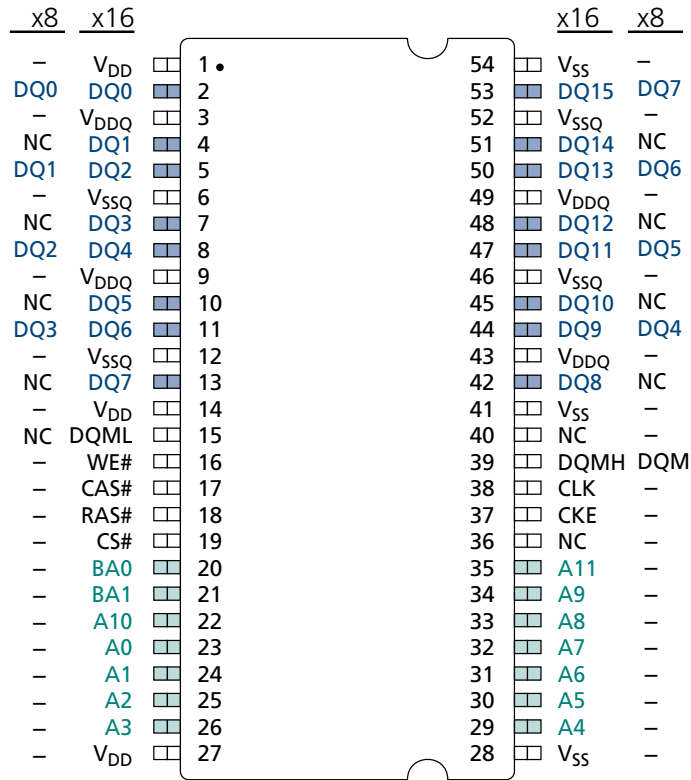 x8 x16 x16 x8
– VDD 1 54 VSS –
DQ0 DQ0 2 53 DQ15 DQ7
– VDDQ 3 52 VSSQ –
NC DQ1 4 51 DQ14 NC
DQ1 DQ2 5 50 DQ13 DQ6
– VSSQ 6 49 VDDQ –
NC DQ3 7 48 DQ12 NC
DQ2 DQ4 8 47 DQ11 DQ5
– VDDQ 9 46 VSSQ –
NC DQ5 10 45 DQ10 NC
DQ3 DQ6 11 44 DQ9 DQ4
– VSSQ 12 43 VDDQ –
NC DQ7 13 42 DQ8 NC
– VDD 14 41 VSS –
NC DQML 15 40 NC –
– WE# 16 39 DQMH DQM
– CAS# 17 38 CLK –
– RAS# 18 37 CKE –
– CS# 19 36 NC –
– BA0 20 35 A11 –
– BA1 21 34 A9 –
– A10 22 33 A8 –
– A0 23 32 A7 –
– A1 24 31 A6 –
– A2 25 30 A5 –
– A3 26 29 A4 –
– VDD 27 28 VSS –